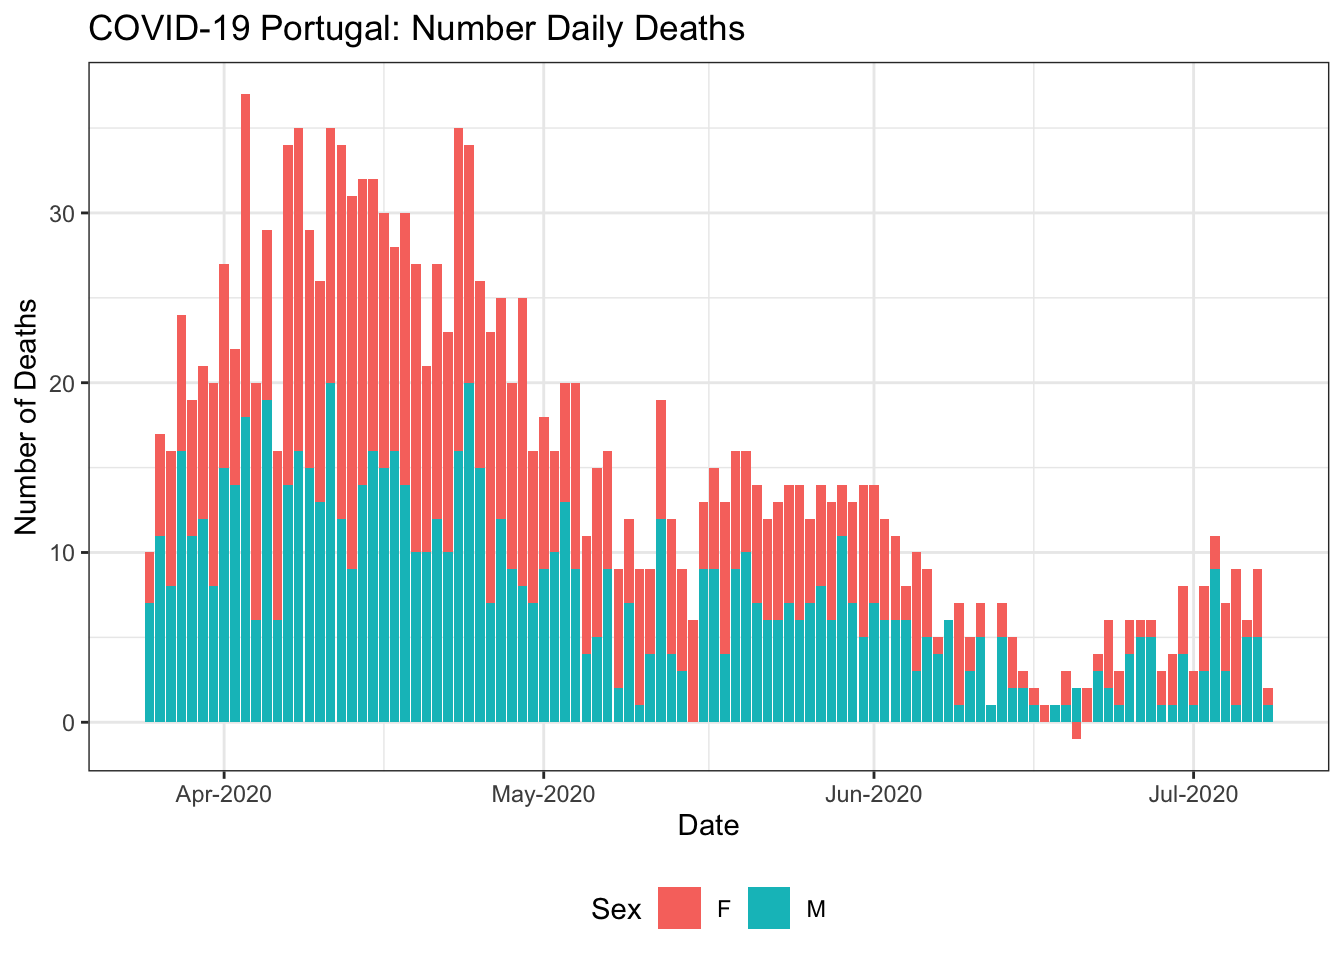 COVID-19 Portugal: Number Daily Deaths
Number of Deaths
30
20
10
0
Apr-2020 May-2020 Jun-2020 Jul-2020
Date
Sex F M